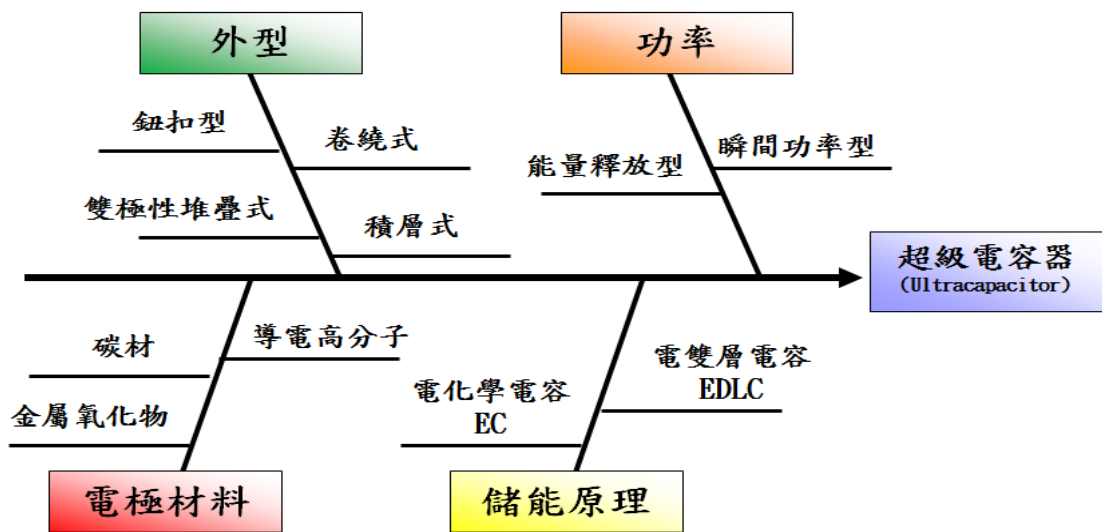 外型
功率
鈕扣型
卷繞式
雙極性堆疊式
積層式
能量釋放型
瞬間功率型
超級電容器
(Ultracapacitor)
碳材
導電高分子
金屬氧化物
電化學電容
EC
電雙層電容
EDLC
電極材料
儲能原理